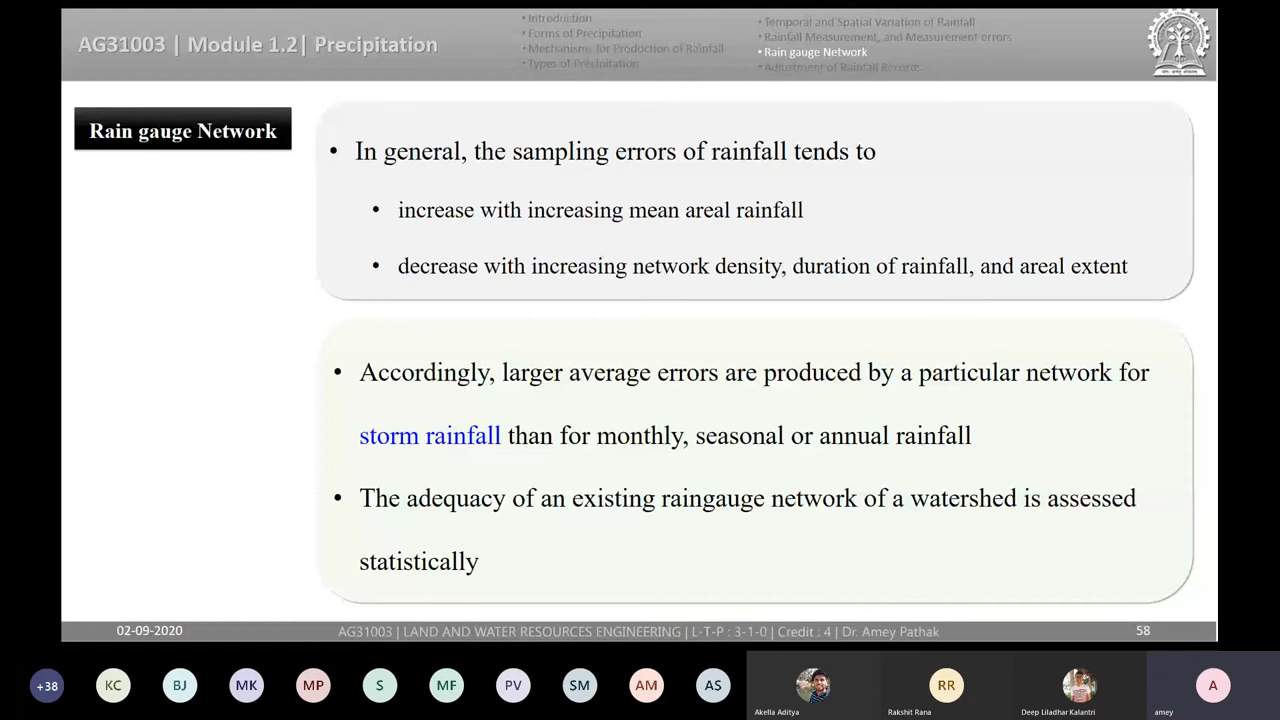 AG31003 | Module 1.2| Precipitation
• Introduction
• Forms of Precipitation
• Mechanisms for Production of Rainfall
• Types of Precipitation
• Temporal and Spatial Variation of Rainfall
• Rainfall Measurement, and Measurement errors
• Rain gauge Network
• Adjustment of Rainfall Records
Rain gauge Network
• In general, the sampling errors of rainfall tends to
• increase with increasing mean areal rainfall
• decrease with increasing network density, duration of rainfall, and areal extent
• Accordingly, larger average errors are produced by a particular network for
storm rainfall than for monthly, seasonal or annual rainfall
• The adequacy of an existing raingauge network of a watershed is assessed
statistically
02-09-2020
AG31003 | LAND AND WATER RESOURCES ENGINEERING | L-T-P : 3-1-0 | Credit : 4 | Dr. Amey Pathak
58
+38
KC
BJ
MK
MP
S
MF
PV
SM
AM
AS
RR
A
Akella Aditya
Rakshit Rana
Deep Liladhar Kalantri
amey